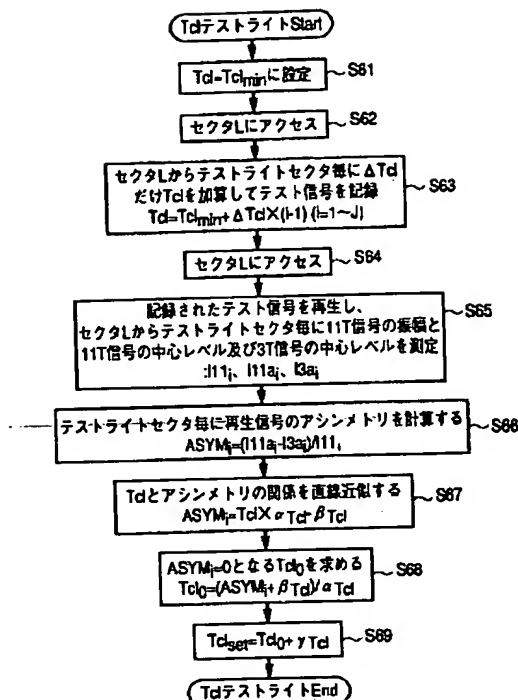 TclテストライトStart
Tcl=Tclminに設定
S61
セクタLにアクセス
S62
セクタLからテストライトセクタ毎にΔTcl
だけTclを加算してテスト信号を記録
Tcl=Tclmin+ΔTcl×(i-1) (i=1~J)
S63
セクタLにアクセス
S64
記録されたテスト信号を再生し、
セクタLからテストライトセクタ毎に11T信号の振幅と
11T信号の中心レベル及び3T信号の中心レベルを測定
:I11i、I11ai、I3ai
S65
テストライトセクタ毎に再生信号のアシンメトリを計算する
ASYMi=(I11ai-I3ai)/I11i
S66
Tclとアシンメトリの関係を直線近似する
ASYMi=Tcl×αTcl-βTcl
S67
ASYMi=0となるTcl0を求める
Tcl0=(ASYMi+βTcl)/αTcl
S68
Tclset=Tcl0+γTcl
S69
TclテストライトEnd